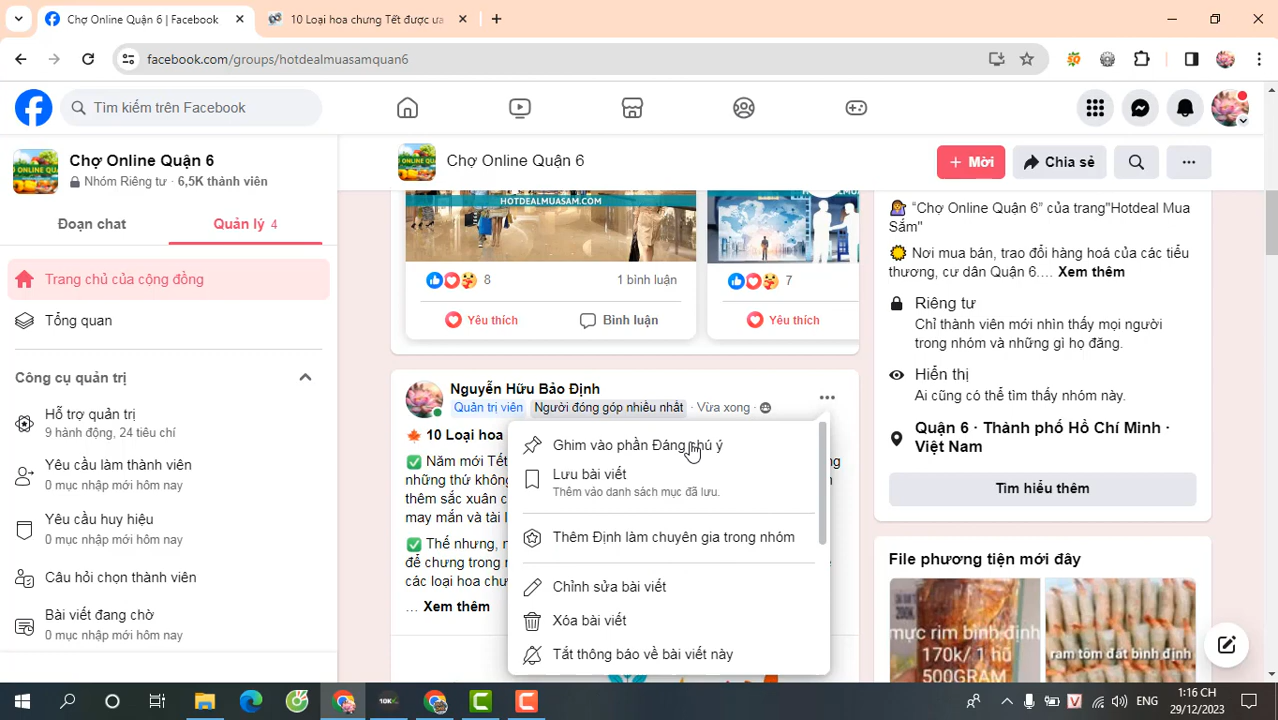 Chợ Online Quận 6 | Facebook
10 Loại hoa chưng Tết được ưa
facebook.com/groups/hotdealmuasamquan6
Tìm kiếm trên Facebook
Chợ Online Quận 6
Nhóm Riêng tư · 6,5K thành viên
Đoạn chat
Quản lý 4
Trang chủ của cộng đồng
Tổng quan
Công cụ quản trị
Hỗ trợ quản trị
9 hành động, 24 tiêu chí
Yêu cầu làm thành viên
0 mục nhập mới hôm nay
Yêu cầu huy hiệu
0 mục nhập mới hôm nay
Câu hỏi chọn thành viên
Bài viết đang chờ
0 mục nhập mới hôm nay
Chợ Online Quận 6
+ Mời
Chia sẻ
HOTDEALMUASAM.COM
8
1 bình luận
7
Yêu thích
Bình luận
Yêu thích
Nguyễn Hữu Bảo Định
Quản trị viên
Người đóng góp nhiều nhất
· Vừa xong ·
10 Loại hoa
Năm mới Tết
những thứ khôn
thêm sắc xuân c
may mắn và tài l
Thế nhưng, n
để chưng trong
các loại hoa chư
... Xem thêm
Ghim vào phần Đáng chú ý
Lưu bài viết
Thêm vào danh sách mục đã lưu.
Thêm Định làm chuyên gia trong nhóm
Chỉnh sửa bài viết
Xóa bài viết
Tắt thông báo về bài viết này
“Chợ Online Quận 6” của trang"Hotdeal Mua
Sắm"
Nơi mua bán, trao đổi hàng hoá của các tiểu
thương, cư dân Quận 6.... Xem thêm
Riêng tư
Chỉ thành viên mới nhìn thấy mọi người
trong nhóm và những gì họ đăng.
Hiển thị
Ai cũng có thể tìm thấy nhóm này.
Quận 6 · Thành phố Hồ Chí Minh ·
Việt Nam
Tìm hiểu thêm
File phương tiện mới đây
mực rim bình định
170k/ 1 hũ
500GRAM
ram tôm đất bình định
10K
ENG
1:16 CH
29/12/2023